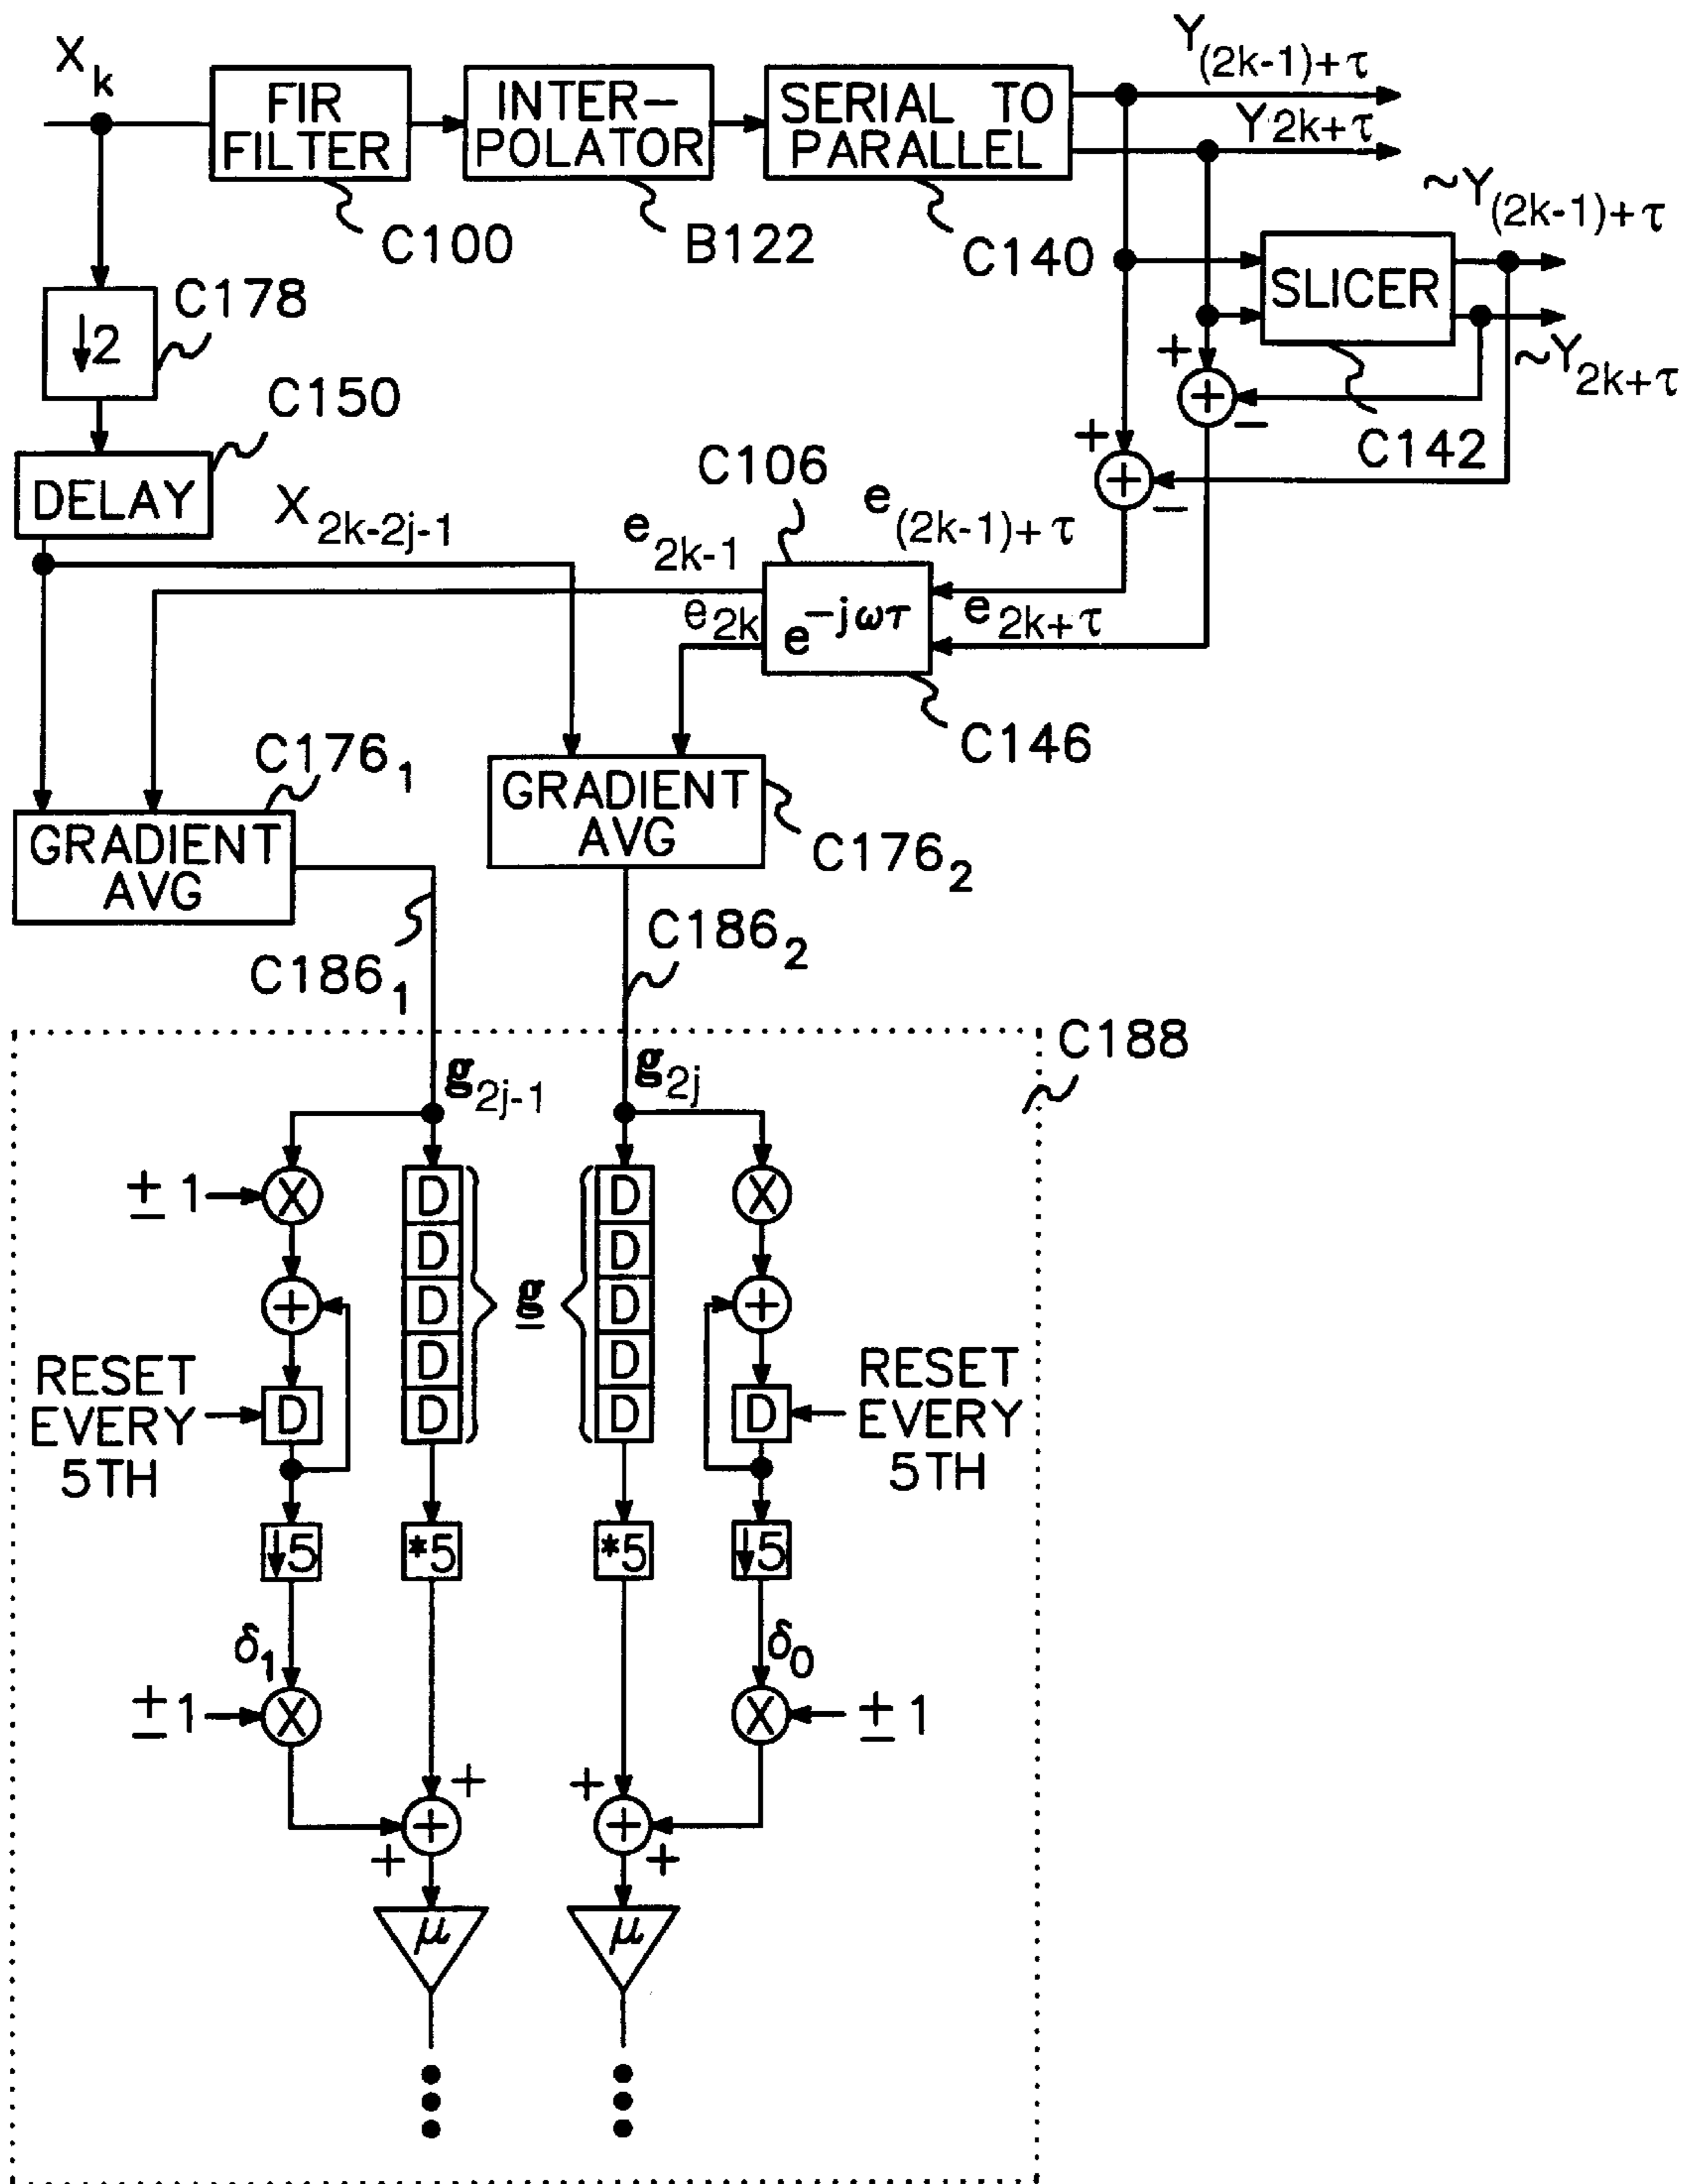 X_k
FIR
FILTER
INTER-
POLATOR
SERIAL TO
PARALLEL
Y_(2k-1)+τ
Y_2k+τ
C100
B122
C140
~Y_(2k-1)+τ
SLICER
~Y_2k+τ
C142
+
+
−
+
+
−
↓2
C178
C150
DELAY
X_2k-2j-1
C106
e_2k-1
e_2k
e^-jωτ
e_(2k-1)+τ
e_2k+τ
C146
C176_1
GRADIENT
AVG
GRADIENT
AVG
C176_2
C186_1
C186_2
C188
g_2j-1
g_2j
± 1
X
D
D
X
D
D
+
D
g
D
+
D
D
RESET
EVERY
5TH
D
D
D
D
RESET
EVERY
5TH
↓5
*5
*5
↓5
δ_1
δ_0
± 1
X
X
± 1
+
+
+
+
+
+
μ
μ